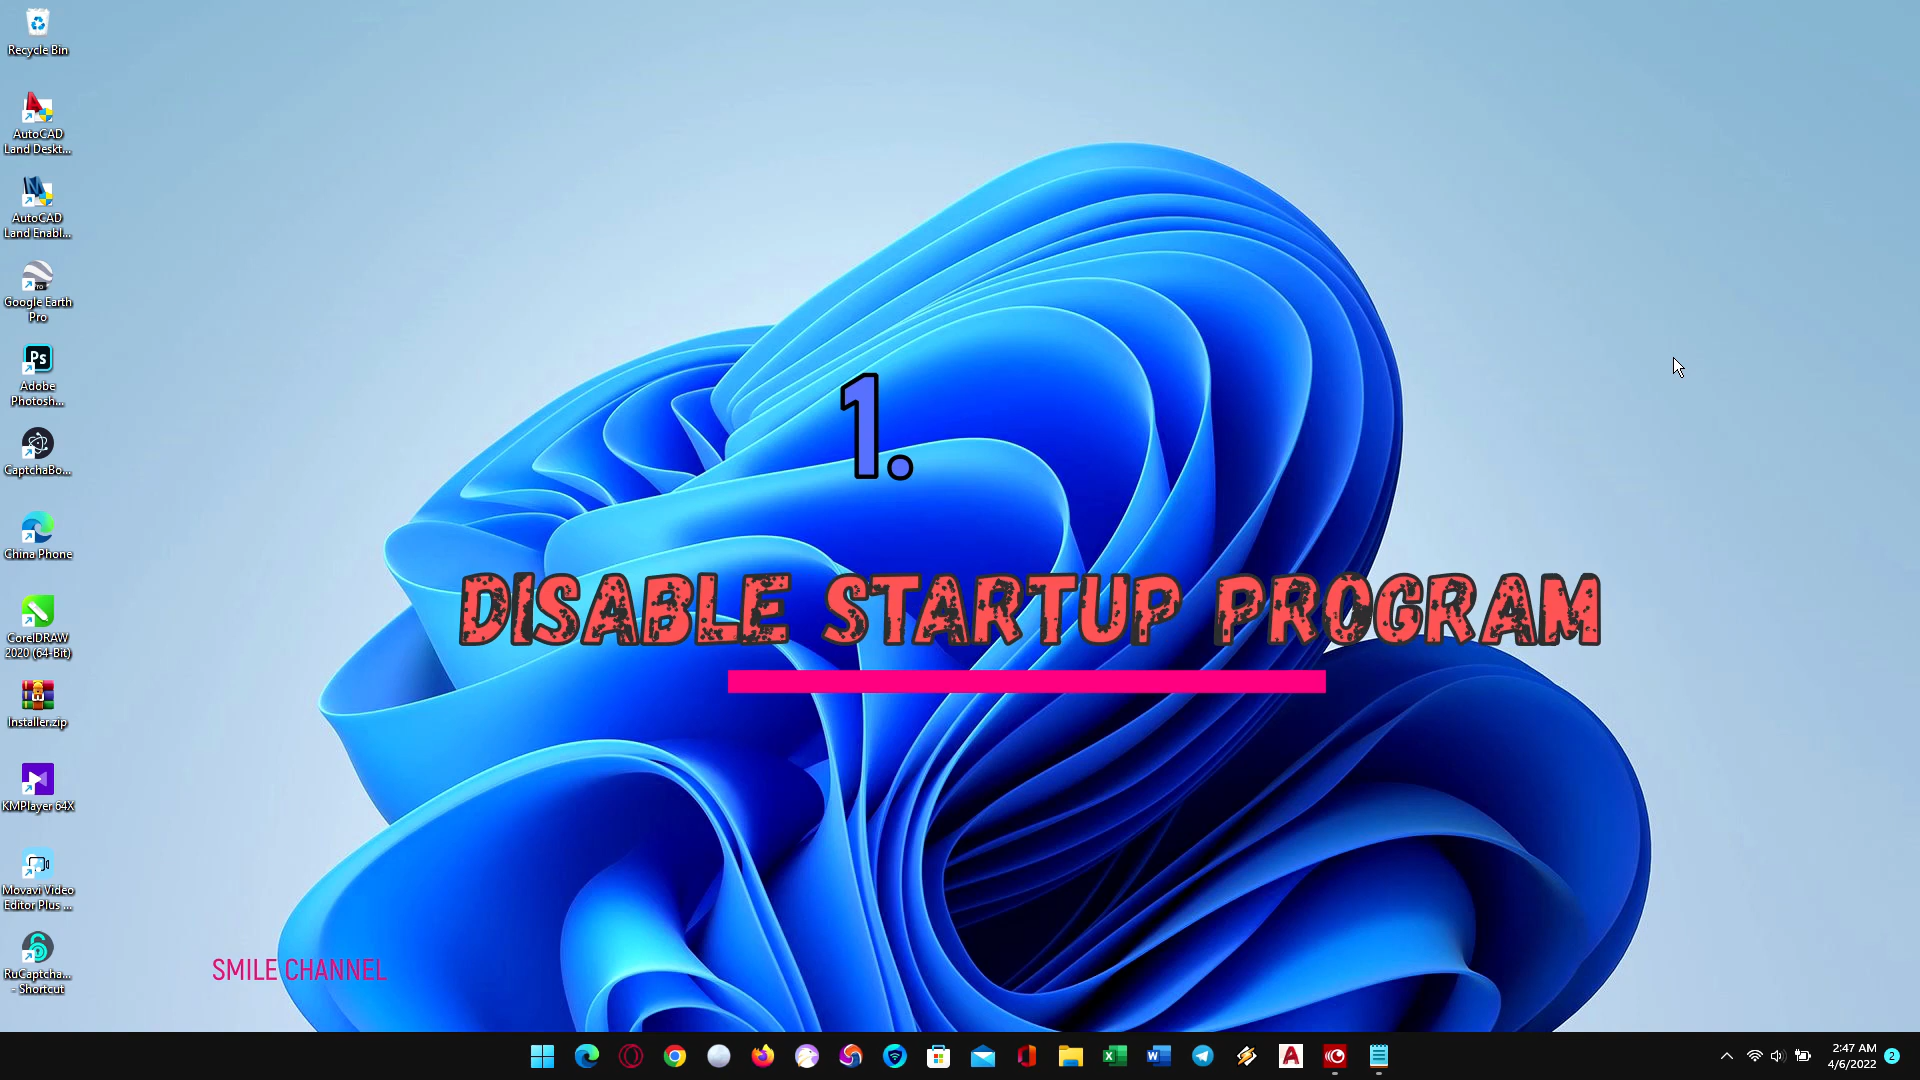 Recycle Bin
AutoCAD
Land Deskt...
AutoCAD
Land Enabl...
Google Earth
Pro
Adobe
Photosh...
CaptchaBo...
China Phone
CorelDRAW
2020 (64-Bit)
Installer.zip
KMPlayer 64X
Movavi Video
Editor Plus ...
RuCaptcha...
- Shortcut
1.
DISABLE STARTUP PROGRAM
SMILE CHANNEL
2:47 AM
4/6/2022
2